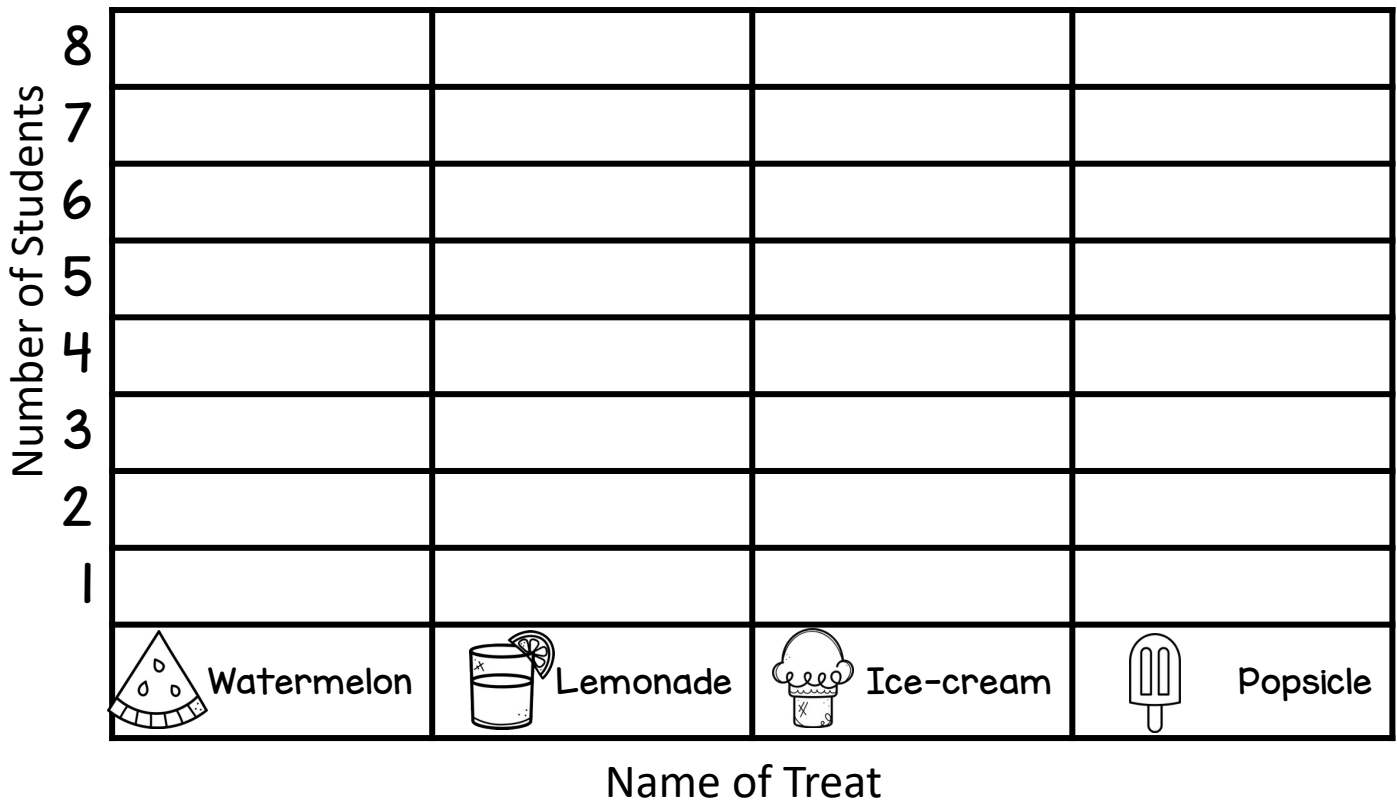 Number of Students
8
7
6
5
4
3
2
1
Watermelon
Lemonade
Ice-cream
Popsicle
Name of Treat